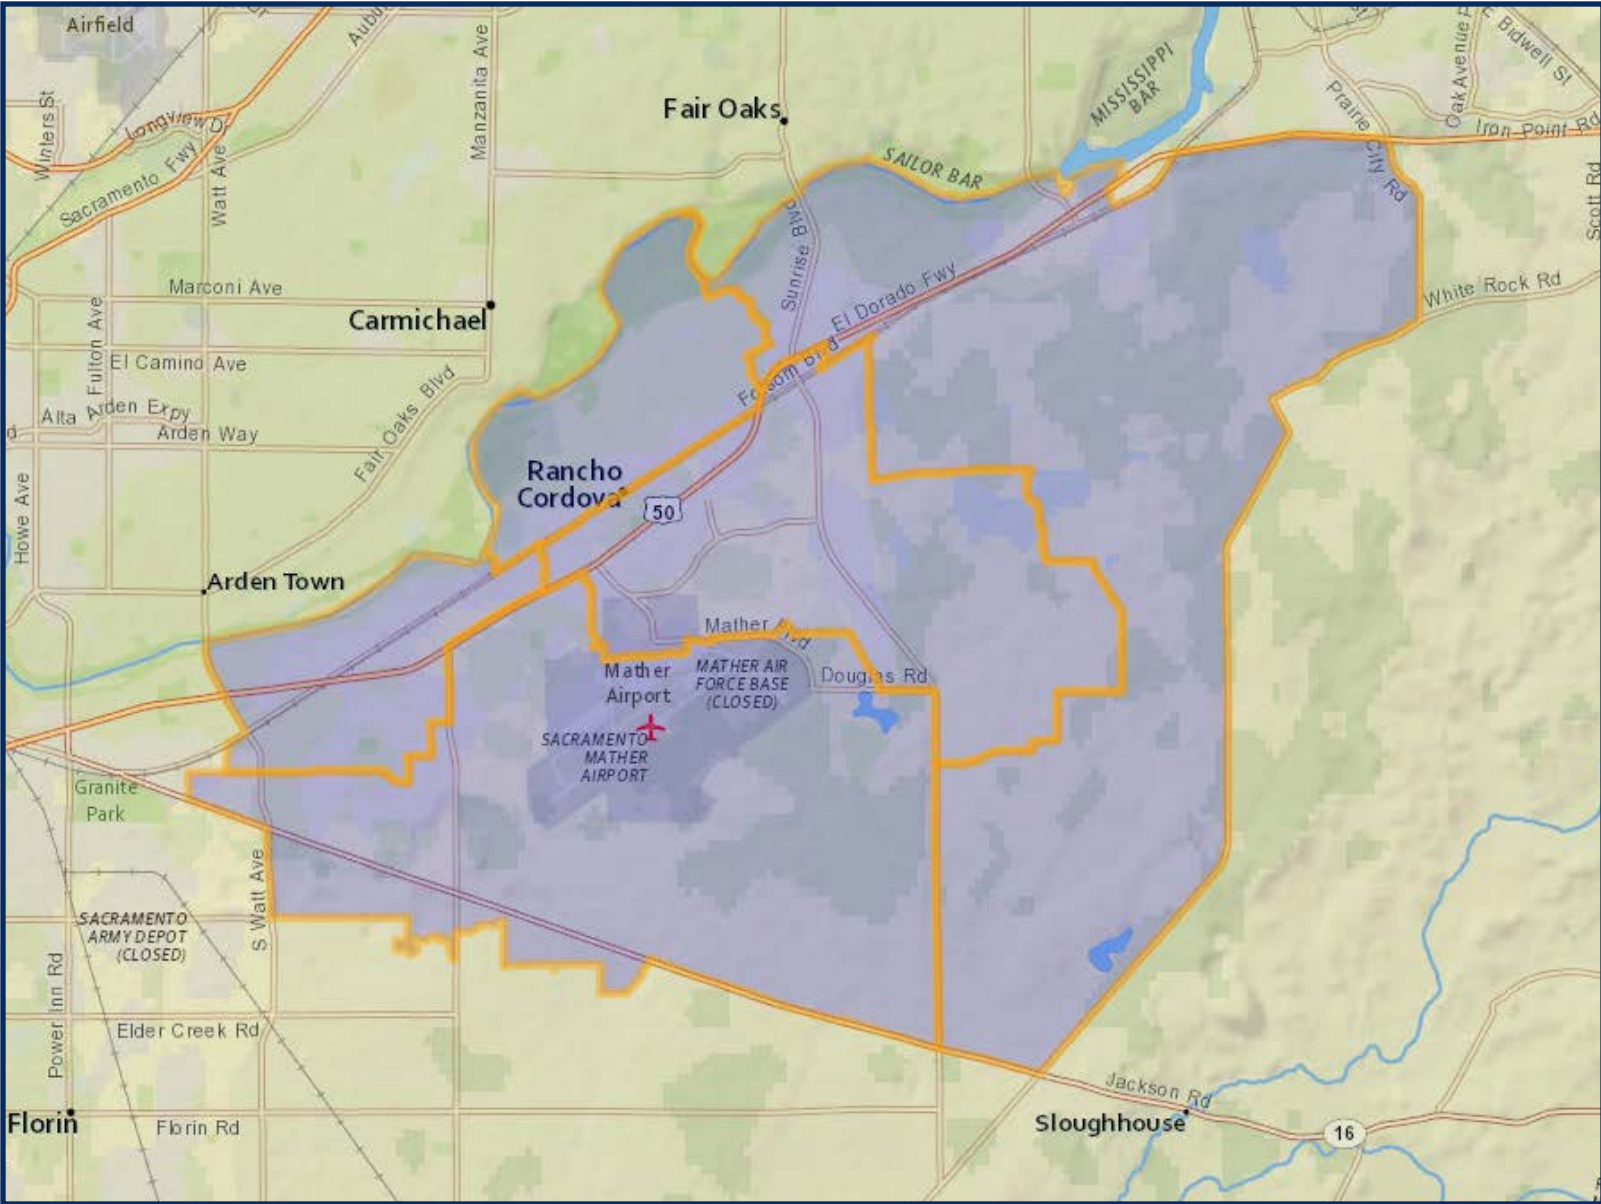 Airfield
Aubu
Manzanita Ave
Fair Oaks
MISSISSIPPI
BAR
Prairie City Rd
Oak Avenue P
E Bidwell St
Iron Point Rd
Winters St
Longview Dr
Sacramento Fwy
Watt Ave
SAILOR BAR
Scott Rd
Sunrise Blvd
Marconi Ave
Carmichael
El Dorado Fwy
White Rock Rd
Fulton Ave
El Camino Ave
Folsom Blvd
Alta Arden Expy
Arden Way
Fair Oaks Blvd
Rancho
Cordova
50
Howe Ave
Arden Town
Mather Blvd
Mather
Airport
MATHER AIR
FORCE BASE
(CLOSED)
Douglas Rd
SACRAMENTO
MATHER
AIRPORT
Granite
Park
S Watt Ave
SACRAMENTO
ARMY DEPOT
(CLOSED)
Power Inn Rd
Elder Creek Rd
Jackson Rd
Florin
Florin Rd
Sloughhouse
16